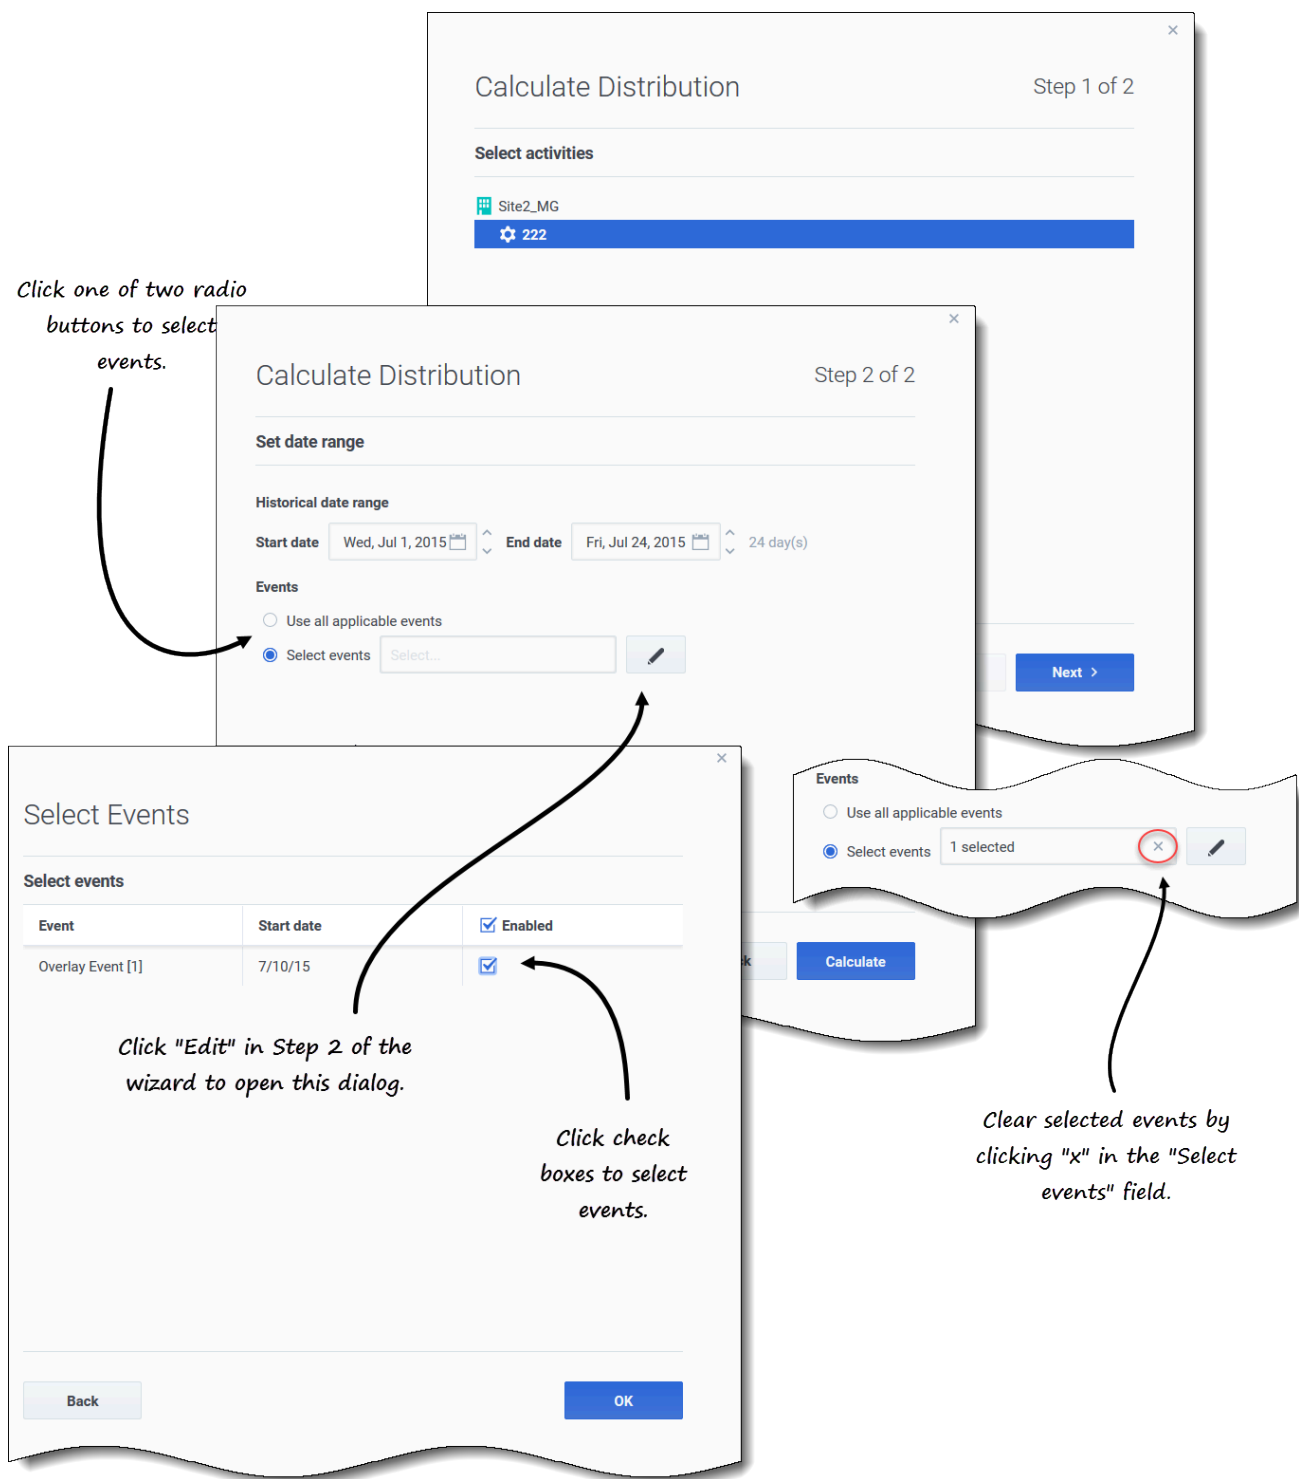 Calculate Distribution
Step 1 of 2
Select activities
Site2_MG
222
Next >
Click one of two radio
buttons to select
events.
Calculate Distribution
Step 2 of 2
Set date range
Historical date range
Start date Wed, Jul 1, 2015 End date Fri, Jul 24, 2015 24 day(s)
Events
Use all applicable events
Select events Select...
Calculate
Select Events
Select events
Event Start date Enabled
Overlay Event [1] 7/10/15
Click "Edit" in Step 2 of the
wizard to open this dialog.
Click check
boxes to select
events.
Back OK
Events
Use all applicable events
Select events 1 selected
Clear selected events by
clicking "x" in the "Select
events" field.